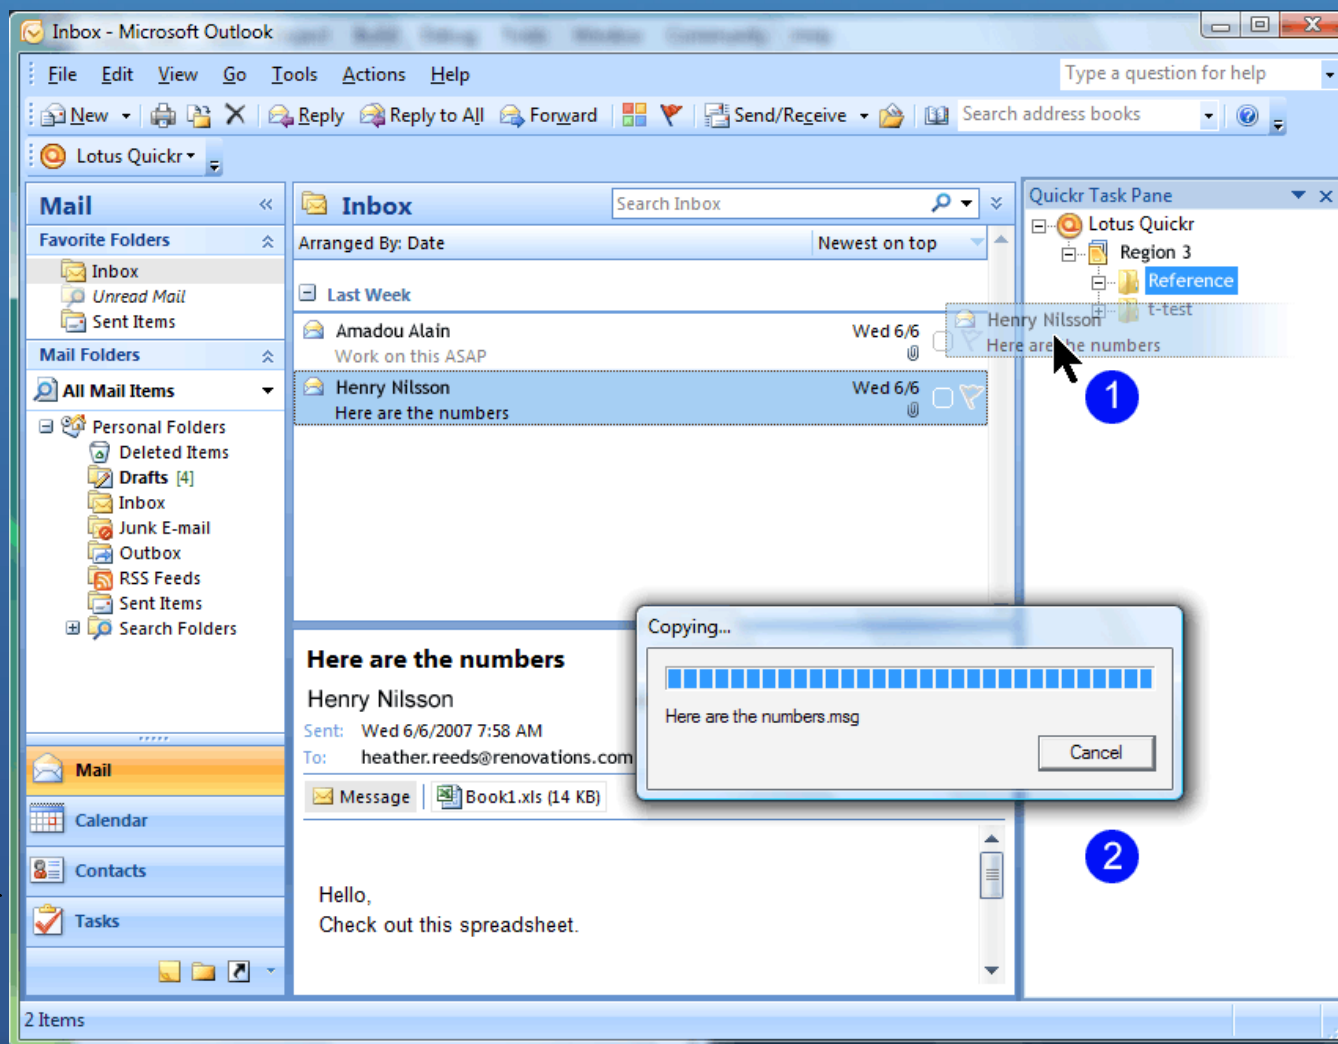 Inbox - Microsoft Outlook
File Edit View Go Tools Actions Help
Type a question for help
New Reply Reply to All Forward Send/Receive Search address books
Lotus Quickr
Mail
Favorite Folders
Inbox
Unread Mail
Sent Items
Mail Folders
All Mail Items
Personal Folders
Deleted Items
Drafts [4]
Inbox
Junk E-mail
Outbox
RSS Feeds
Sent Items
Search Folders
Mail
Calendar
Contacts
Tasks
Inbox Search Inbox
Arranged By: Date Newest on top
Last Week
Amadou Alain Wed 6/6
Work on this ASAP
Henry Nilsson Wed 6/6
Here are the numbers
Here are the numbers
Henry Nilsson
Sent: Wed 6/6/2007 7:58 AM
To: heather.reeds@renovations.com
Message Book1.xls (14 KB)
Hello,
Check out this spreadsheet.
Quickr Task Pane
Lotus Quickr
Region 3
Reference
t-test
Henry Nilsson
Here are the numbers
1
Copying...
Here are the numbers.msg
Cancel
2
2 Items